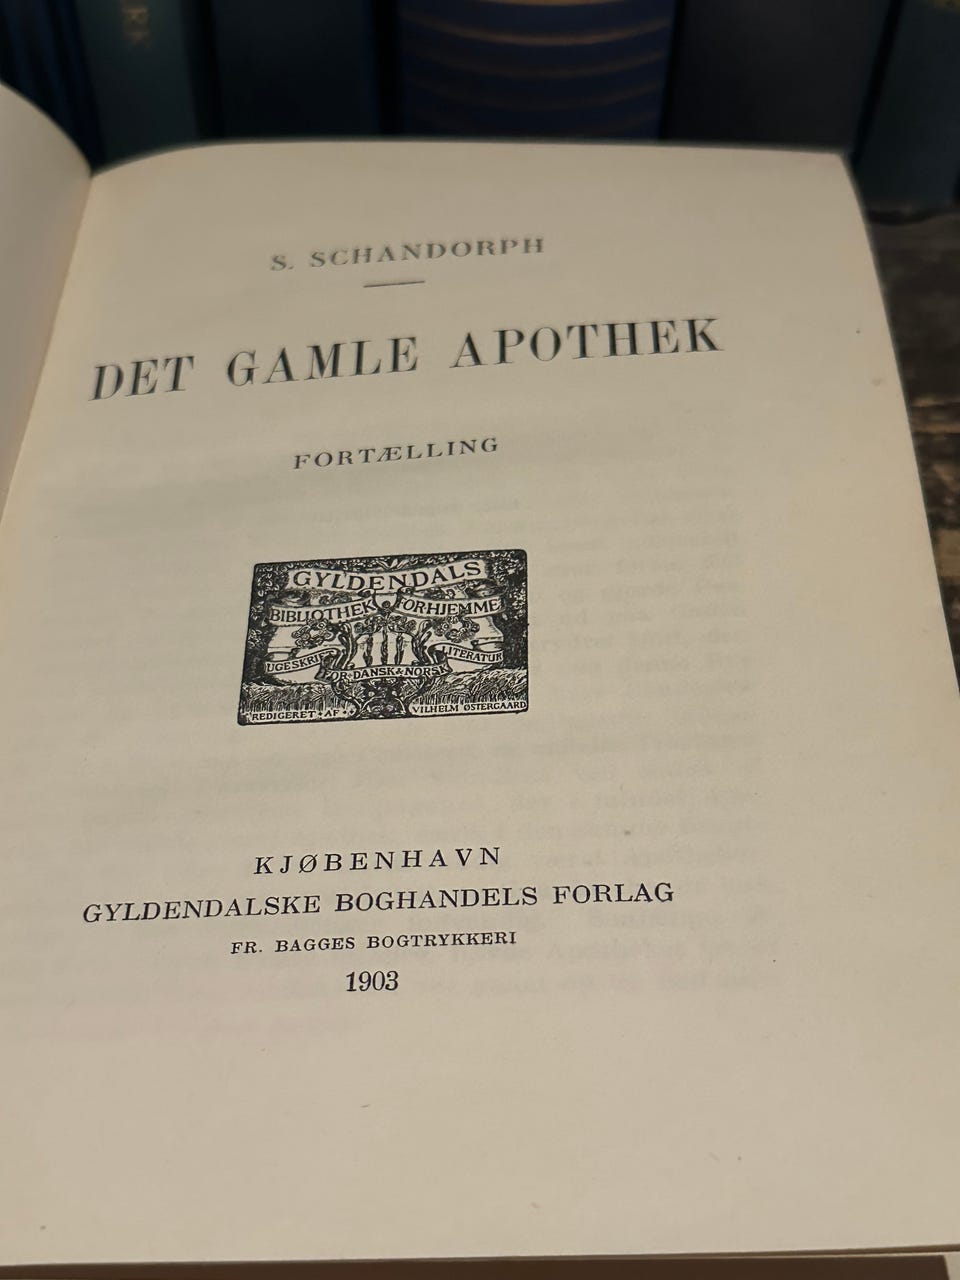 S. SCHANDORPH
DET GAMLE APOTHEK
FORTÆLLING
GYLDENDALS
BIBLIOTHEK FOR HJEMMET
UGESKRIFT
LITERATUR
FOR DANSK & NORSK
REDIGERET AF
VILHELM ØSTERGAARD
KJØBENHAVN
GYLDENDALSKE BOGHANDELS FORLAG
FR. BAGGES BOGTRYKKERI
1903